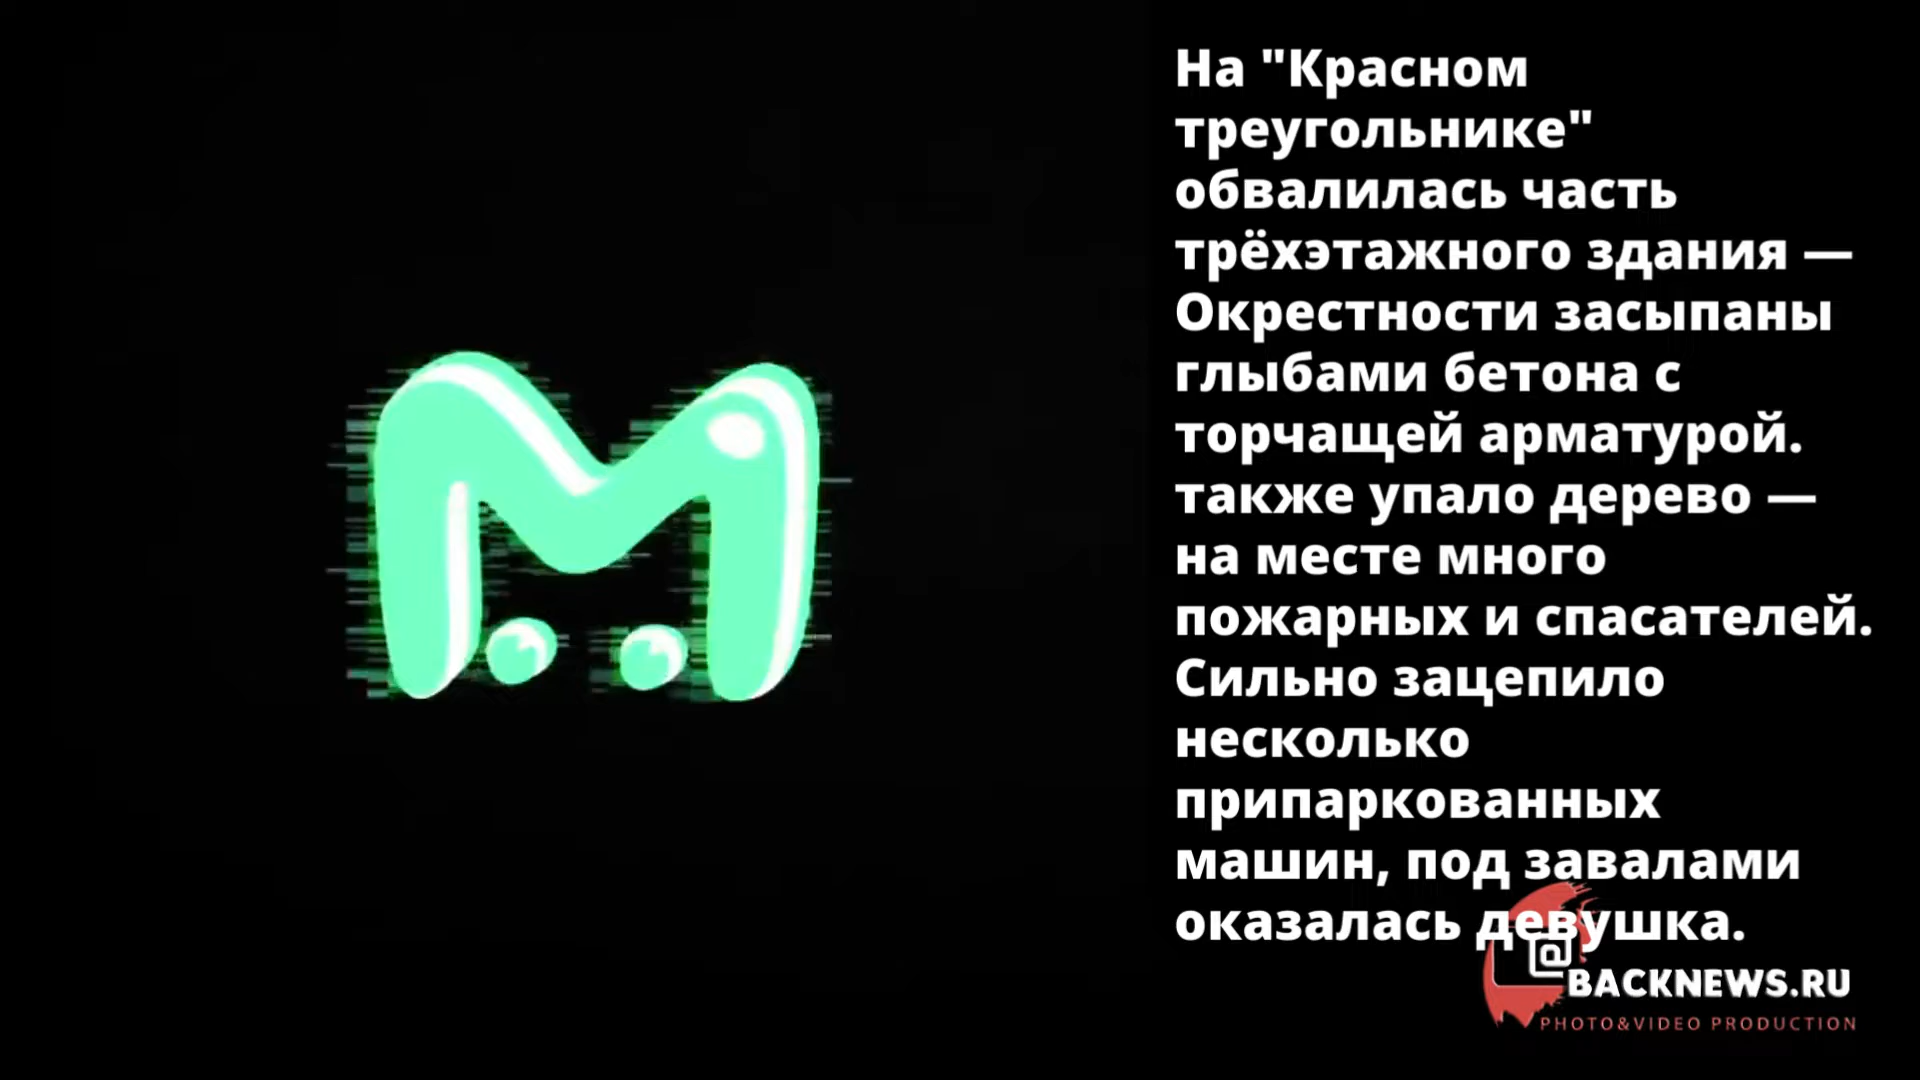 На "Красном
треугольнике"
обвалилась часть
трёхэтажного здания —
Окрестности засыпаны
глыбами бетона с
торчащей арматурой.
также упало дерево —
на месте много
пожарных и спасателей.
Сильно зацепило
несколько
припаркованных
машин, под завалами
оказалась девушка.
@
BACKNEWS.RU
PHOTO&VIDEO PRODUCTION
M